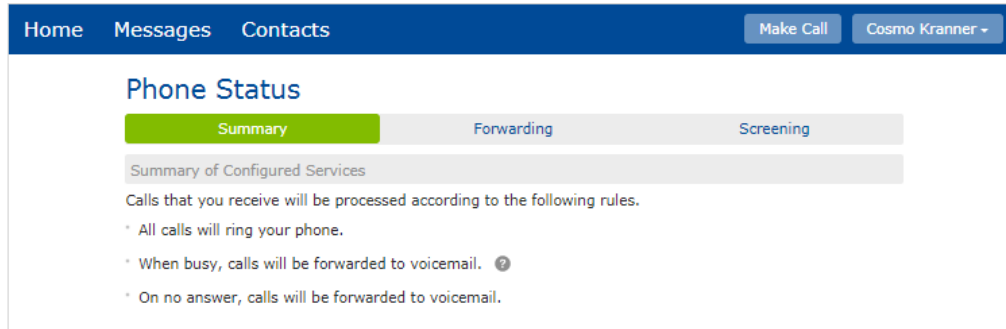 Home Messages Contacts Make Call Cosmo Kranner
Phone Status
Summary Forwarding Screening
Summary of Configured Services
Calls that you receive will be processed according to the following rules.
All calls will ring your phone.
When busy, calls will be forwarded to voicemail. ?
On no answer, calls will be forwarded to voicemail.